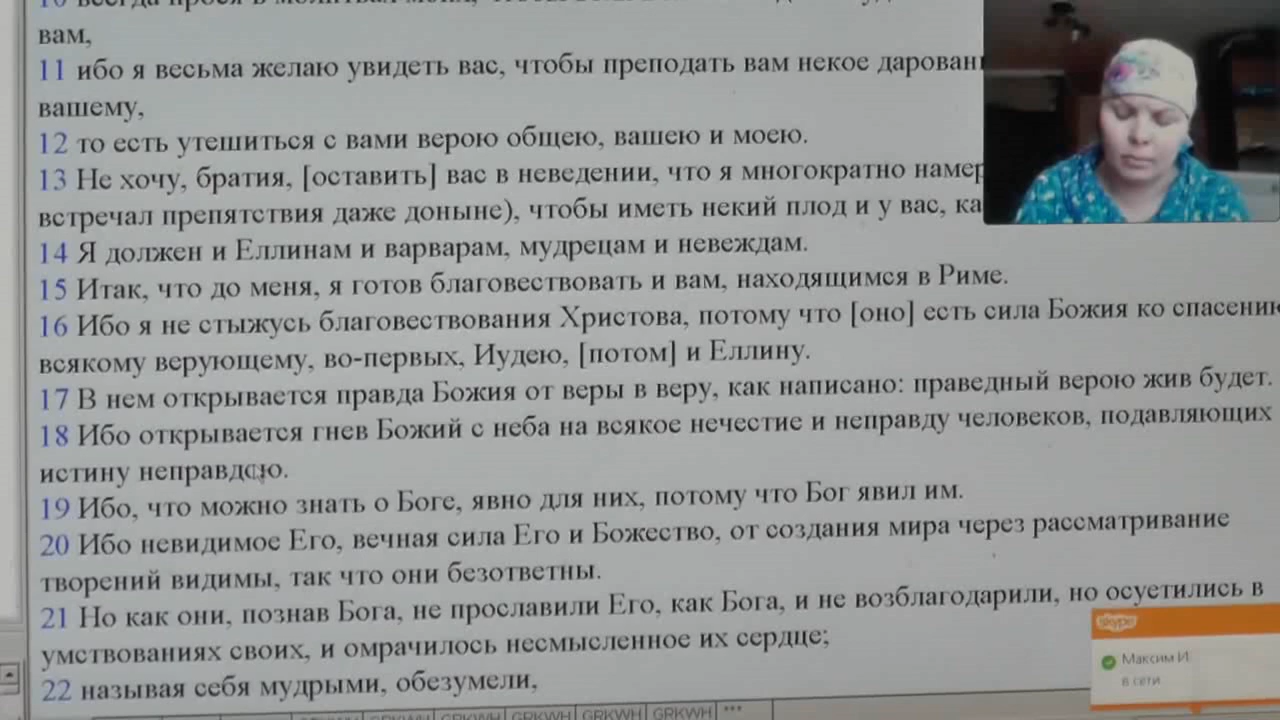 вам,
11 ибо я весьма желаю увидеть вас, чтобы преподать вам некое
вашему,
12 то есть утешиться с вами верою общею, вашею и моею.
13 Не хочу, братия, [оставить] вас в неведении, что я многократно
встречал препятствия даже доныне), чтобы иметь некий плод и у вас,
14 Я должен и Еллинам и варварам, мудрецам и невеждам.
15 Итак, что до меня, я готов благовествовать и вам, находящимся в Риме.
16 Ибо я не стыжусь благовествования Христова, потому что [оно] есть сила Божия ко спасению
всякому верующему, во-первых, Иудею, [потом] и Еллину.
17 В нем открывается правда Божия от веры в веру, как написано: праведный верою жив будет.
18 Ибо открывается гнев Божий с неба на всякое нечестие и неправду человеков, подавляющих
истину неправдою.
19 Ибо, что можно знать о Боге, явно для них, потому что Бог явил им.
20 Ибо невидимое Его, вечная сила Его и Божество, от создания мира через рассматривание
творений видимы, так что они безответны.
21 Но как они, познав Бога, не прославили Его, как Бога, и не возблагодарили, но осуетились в
умствованиях своих, и омрачилось несмысленное их сердце;
22 называя себя мудрыми, обезумели,
skype
Максим И
в сети
GRKWH GRKWH GRKWH GRKWH GRKWH ***